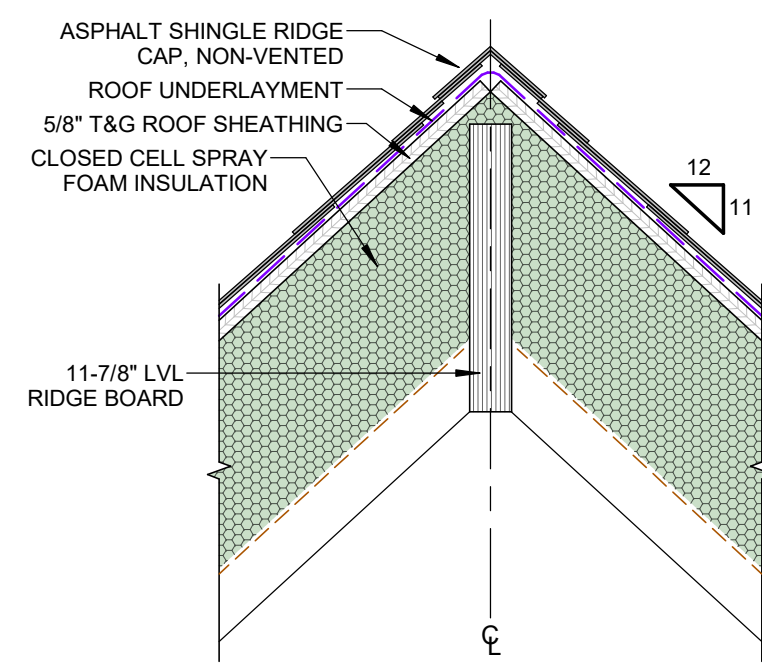 ASPHALT SHINGLE RIDGE
CAP, NON-VENTED
ROOF UNDERLAYMENT
5/8" T&G ROOF SHEATHING
CLOSED CELL SPRAY
FOAM INSULATION
12
11
11-7/8" LVL
RIDGE BOARD
℄